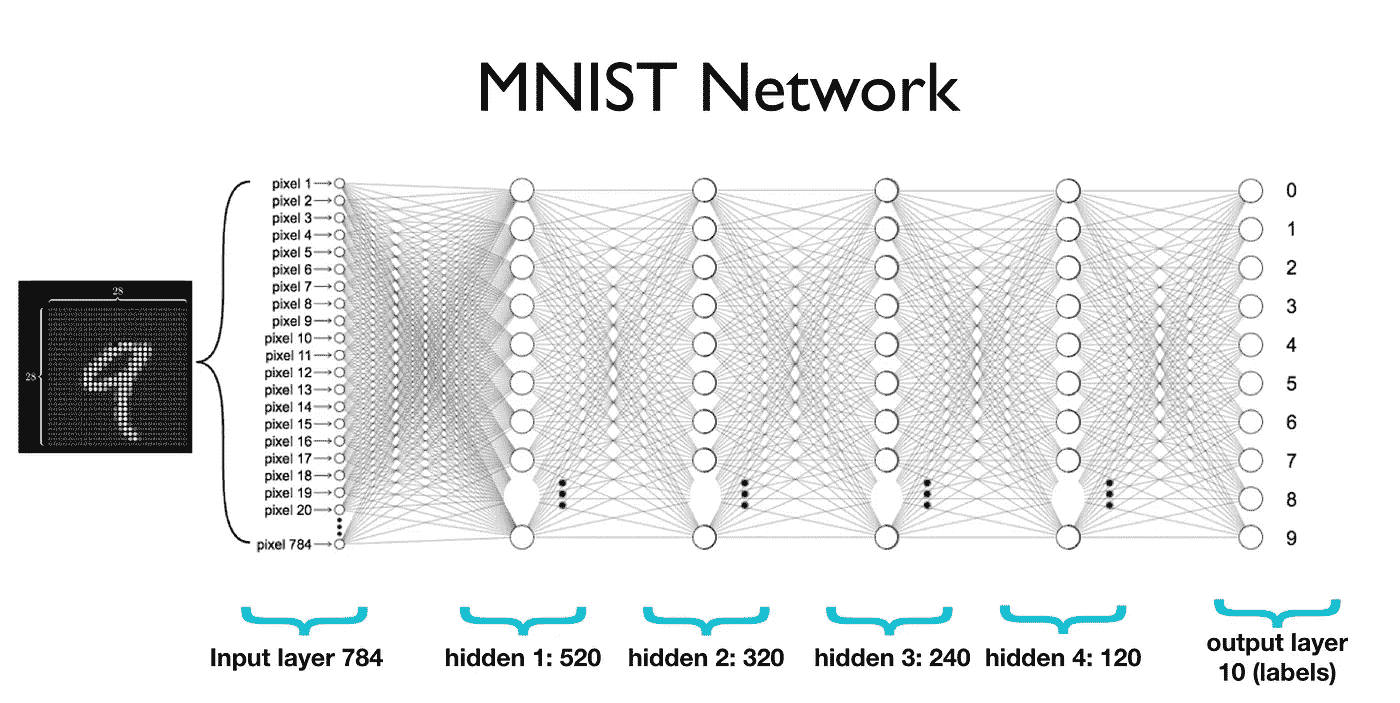 MNIST Network
28
28
pixel 1
pixel 2
pixel 3
pixel 4
pixel 5
pixel 6
pixel 7
pixel 8
pixel 9
pixel 10
pixel 11
pixel 12
pixel 13
pixel 14
pixel 15
pixel 16
pixel 17
pixel 18
pixel 19
pixel 20
pixel 784
0
1
2
3
4
5
6
7
8
9
Input layer 784
hidden 1: 520
hidden 2: 320
hidden 3: 240
hidden 4: 120
output layer
10 (labels)